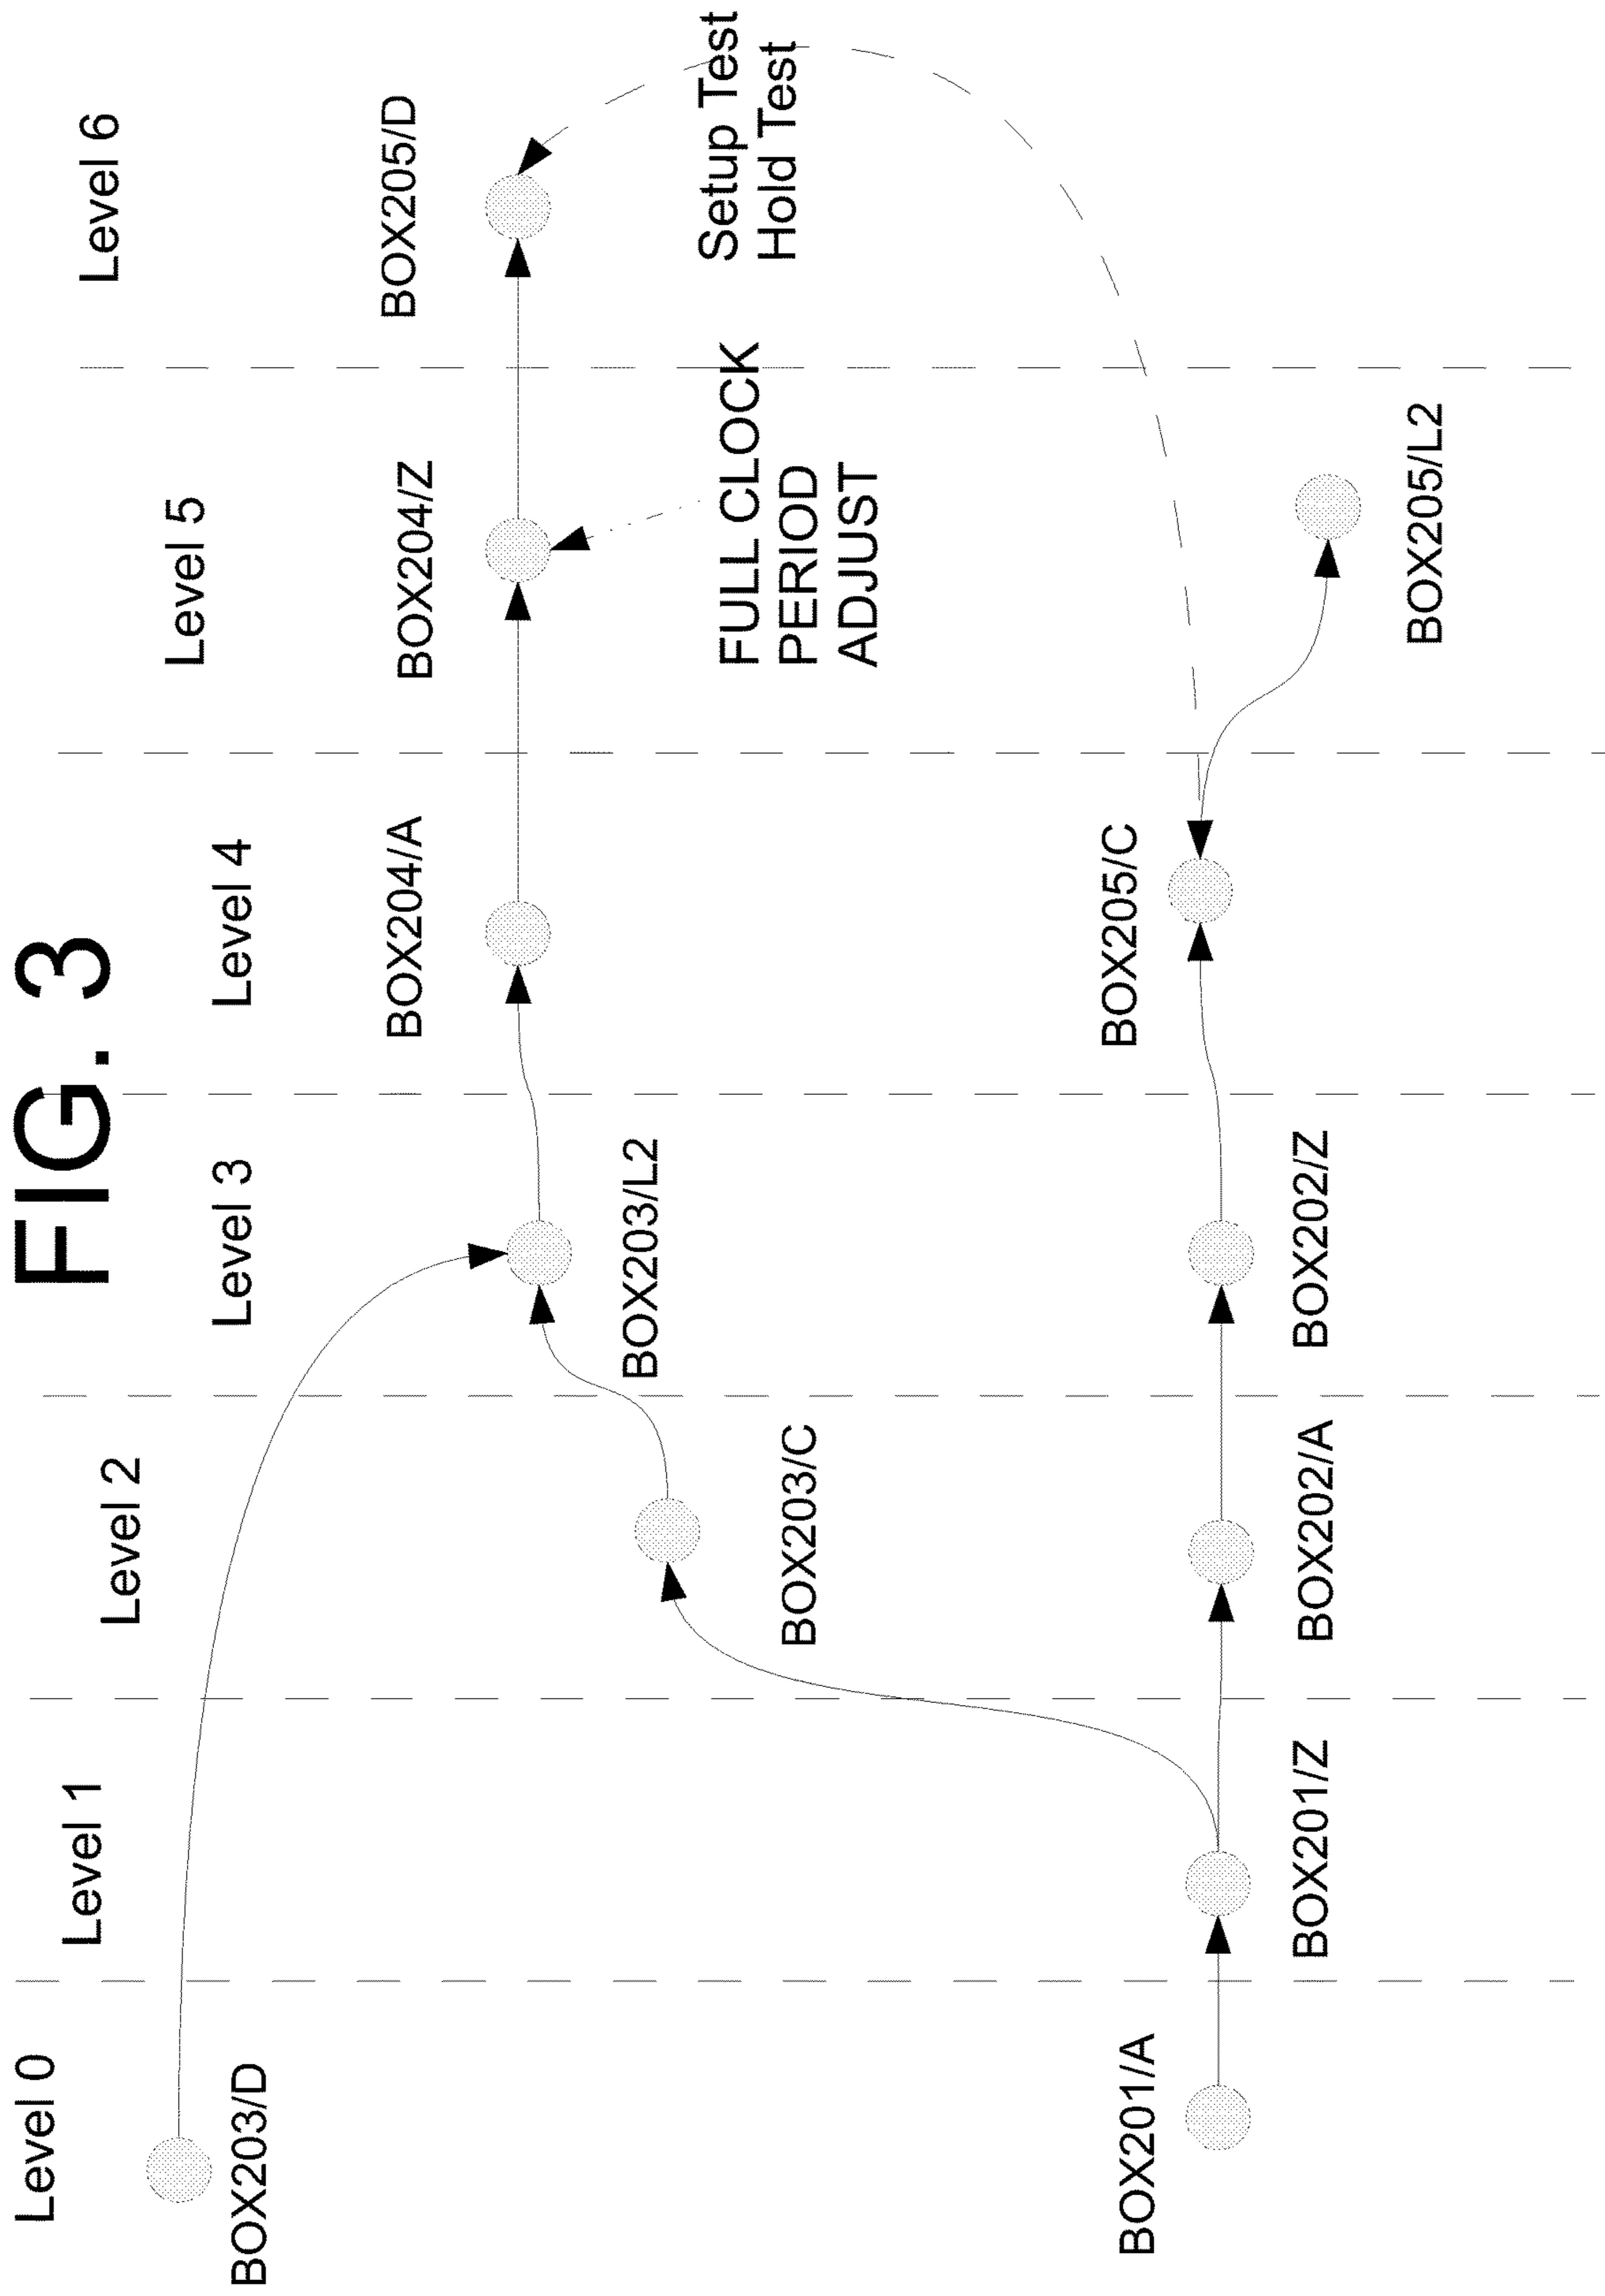 FIG. 3
Level 0
Level 1
Level 2
Level 3
Level 4
Level 5
Level 6
BOX203/D
BOX203/C
BOX203/L2
BOX204/A
BOX204/Z
BOX205/D
FULL CLOCK
PERIOD
ADJUST
Setup Test
Hold Test
BOX201/A
BOX201/Z
BOX202/A
BOX202/Z
BOX205/C
BOX205/L2